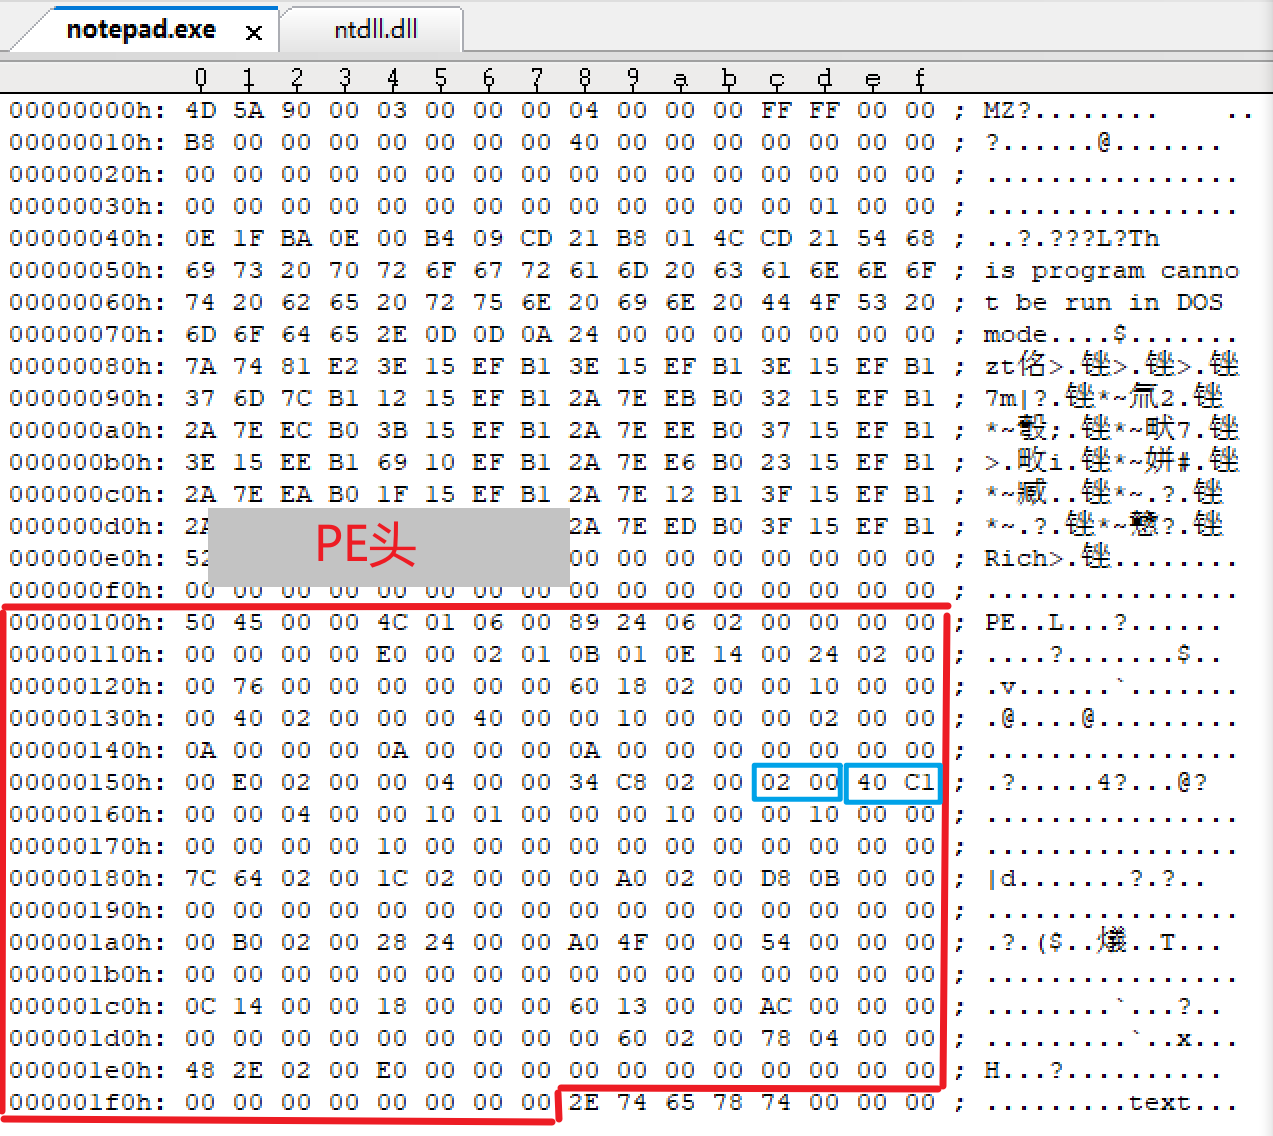 notepad.exe x ntdll.dll
0 1 2 3 4 5 6 7 8 9 a b c d e f
00000000h: 4D 5A 90 00 03 00 00 00 04 00 00 00 FF FF 00 00 ; MZ?........ ..
00000010h: B8 00 00 00 00 00 00 00 40 00 00 00 00 00 00 00 ; ?......@.......
00000020h: 00 00 00 00 00 00 00 00 00 00 00 00 00 00 00 00 ; ................
00000030h: 00 00 00 00 00 00 00 00 00 00 00 00 00 01 00 00 ; ................
00000040h: 0E 1F BA 0E 00 B4 09 CD 21 B8 01 4C CD 21 54 68 ; ..?.???L?Th
00000050h: 69 73 20 70 72 6F 67 72 61 6D 20 63 61 6E 6E 6F ; is program canno
00000060h: 74 20 62 65 20 72 75 6E 20 69 6E 20 44 4F 53 20 ; t be run in DOS
00000070h: 6D 6F 64 65 2E 0D 0D 0A 24 00 00 00 00 00 00 00 ; mode....$.......
00000080h: 7A 74 81 E2 3E 15 EF B1 3E 15 EF B1 3E 15 EF B1 ; zt佲>.锉>.锉>.锉
00000090h: 37 6D 7C B1 12 15 EF B1 2A 7E EB B0 32 15 EF B1 ; 7m|?.锉*~氚2.锉
000000a0h: 2A 7E EC B0 3B 15 EF B1 2A 7E EE B0 37 15 EF B1 ; *~彀;.锉*~畎7.锉
000000b0h: 3E 15 EE B1 69 10 EF B1 2A 7E E6 B0 23 15 EF B1 ; >.畋i.锉*~姘#.锉
000000c0h: 2A 7E EA B0 1F 15 EF B1 2A 7E 12 B1 3F 15 EF B1 ; *~臧..锉*~.?.锉
000000d0h: 2A 2A 7E ED B0 3F 15 EF B1 ; *~.?.锉*~戆?.锉
PE头
000000e0h: 52 00 00 00 00 00 00 00 00 ; Rich>.锉........
000000f0h: 00 00 00 00 00 00 00 00 00 00 00 00 00 00 00 00 ; ................
00000100h: 50 45 00 00 4C 01 06 00 89 24 06 02 00 00 00 00 ; PE..L...?......
00000110h: 00 00 00 00 E0 00 02 01 0B 01 0E 14 00 24 02 00 ; ....?.......$..
00000120h: 00 76 00 00 00 00 00 00 60 18 02 00 00 10 00 00 ; .v......`.......
00000130h: 00 40 02 00 00 00 40 00 00 10 00 00 00 02 00 00 ; .@....@.........
00000140h: 0A 00 00 00 0A 00 00 00 0A 00 00 00 00 00 00 00 ; ................
00000150h: 00 E0 02 00 00 04 00 00 34 C8 02 00 02 00 40 C1 ; .?.....4?...@?
00000160h: 00 00 04 00 00 10 01 00 00 00 10 00 00 10 00 00 ; ................
00000170h: 00 00 00 00 10 00 00 00 00 00 00 00 00 00 00 00 ; ................
00000180h: 7C 64 02 00 1C 02 00 00 00 A0 02 00 D8 0B 00 00 ; |d.......?.?..
00000190h: 00 00 00 00 00 00 00 00 00 00 00 00 00 00 00 00 ; ................
000001a0h: 00 B0 02 00 28 24 00 00 A0 4F 00 00 54 00 00 00 ; .?.($..燨..T...
000001b0h: 00 00 00 00 00 00 00 00 00 00 00 00 00 00 00 00 ; ................
000001c0h: 0C 14 00 00 18 00 00 00 60 13 00 00 AC 00 00 00 ; ........`...?..
000001d0h: 00 00 00 00 00 00 00 00 00 60 02 00 78 04 00 00 ; .........`..x...
000001e0h: 48 2E 02 00 E0 00 00 00 00 00 00 00 00 00 00 00 ; H...?..........
000001f0h: 00 00 00 00 00 00 00 00 2E 74 65 78 74 00 00 00 ; .........text...